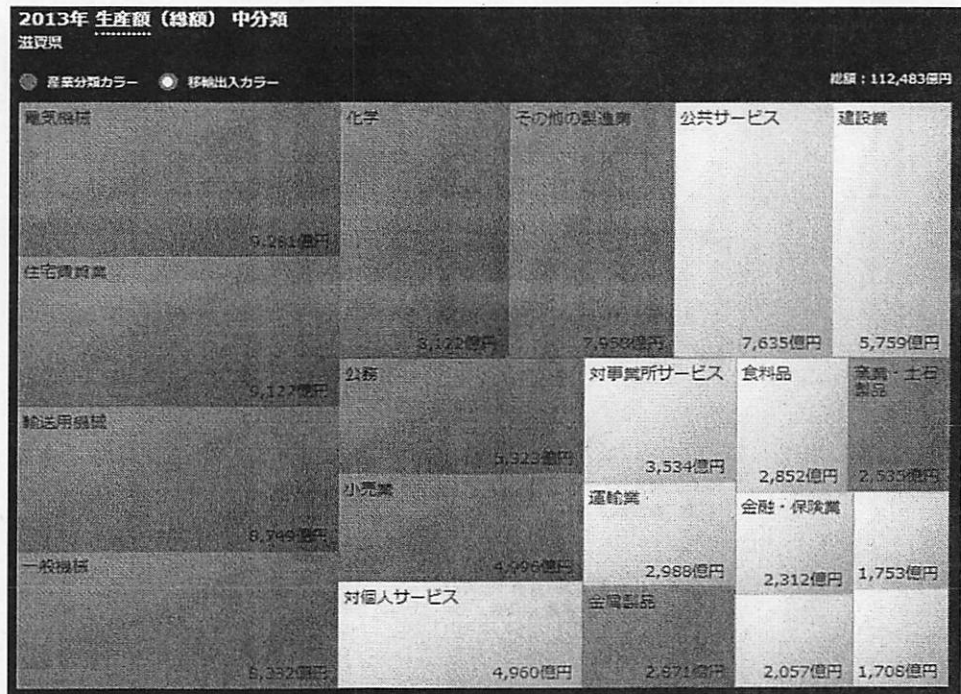 2013年 生産額（総額） 中分類
滋賀県
産業分類カラー 移輸出入カラー
総額：112,483億円
電気機械
9,281億円
住宅賃貸業
9,127億円
輸送用機械
8,799億円
一般機械
8,332億円
化学
8,122億円
その他の製造業
7,958億円
公共サービス
7,635億円
建設業
5,759億円
公務
5,323億円
小売業
4,996億円
対個人サービス
4,960億円
対事業所サービス
3,534億円
運輸業
2,988億円
金属製品
2,871億円
食料品
2,852億円
窯業・土石
製品
2,535億円
金融・保険業
2,312億円
1,753億円
2,057億円
1,708億円